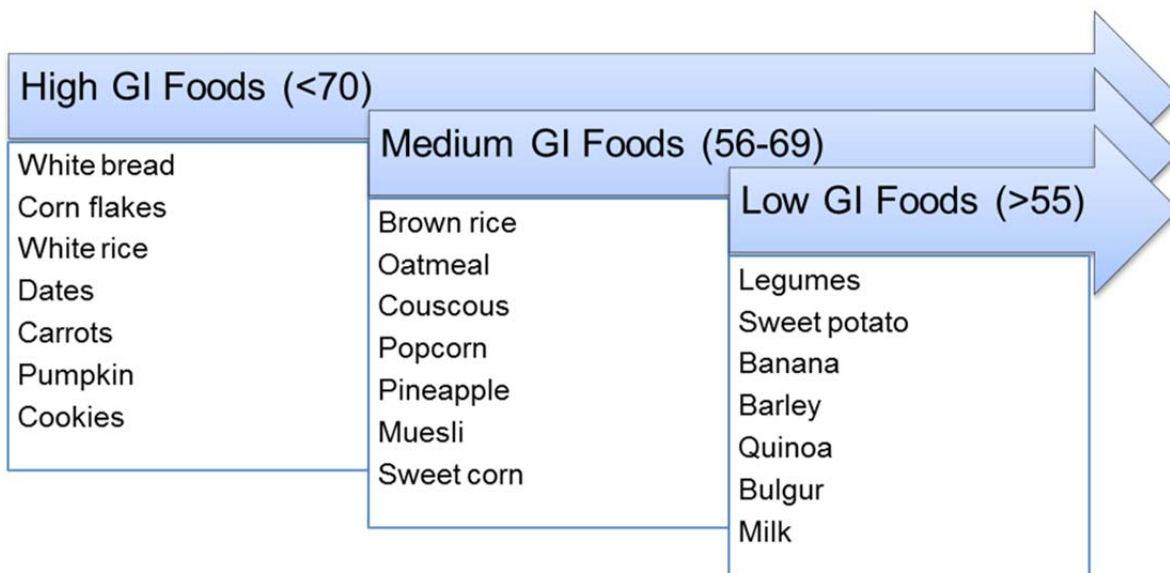 High GI Foods (<70)
White bread
Corn flakes
White rice
Dates
Carrots
Pumpkin
Cookies
Medium GI Foods (56-69)
Brown rice
Oatmeal
Couscous
Popcorn
Pineapple
Muesli
Sweet corn
Low GI Foods (>55)
Legumes
Sweet potato
Banana
Barley
Quinoa
Bulgur
Milk